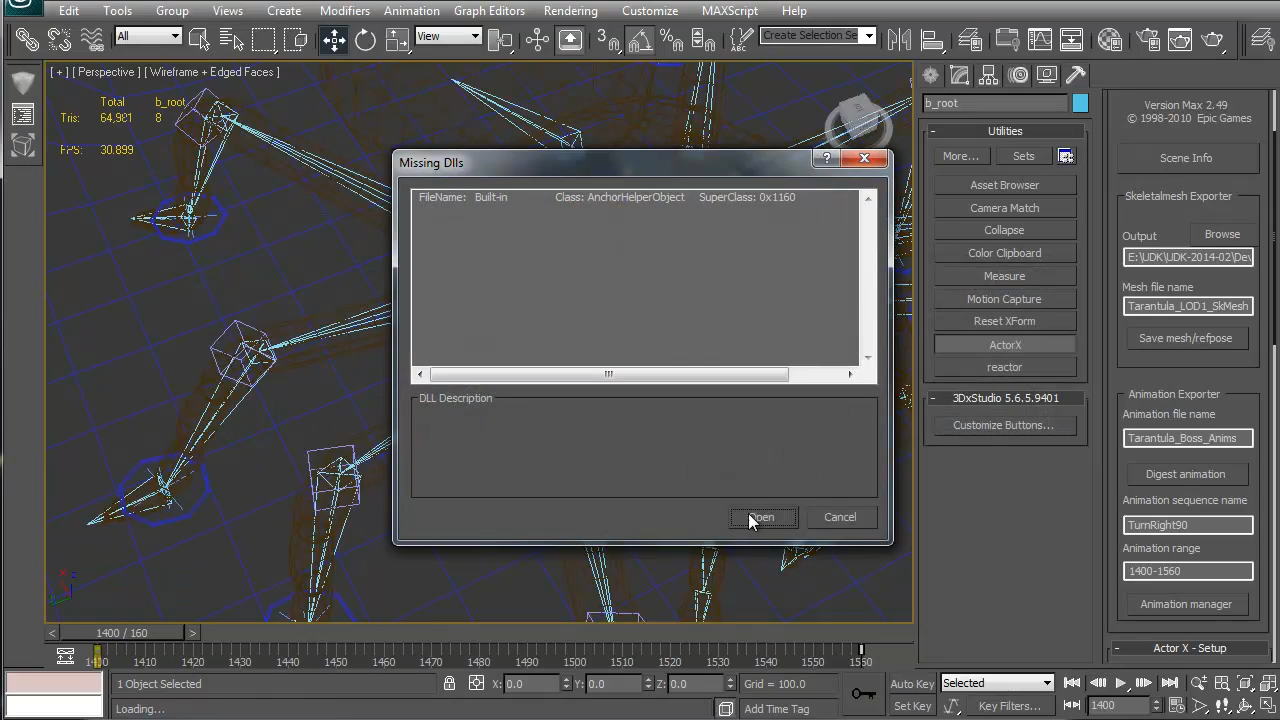 Edit Tools Group Views Create Modifiers Animation Graph Editors Rendering Customize MAXScript Help
All
View
Create Selection Se
[ + ] [ Perspective ] [ Wireframe + Edged Faces ]
Total b_root
Tris: 64,981 8
FPS: 30.899
Missing Dlls
FileName: Built-in Class: AnchorHelperObject SuperClass: 0x1160
DLL Description
Open Cancel
b_root
Utilities
More... Sets
Asset Browser
Camera Match
Collapse
Color Clipboard
Measure
Motion Capture
Reset XForm
ActorX
reactor
3DxStudio 5.6.5.9401
Customize Buttons...
Version Max 2.49
© 1998-2010 Epic Games
Scene Info
Skeletalmesh Exporter
Output Browse
E:\UDK\UDK-2014-02\Dev
Mesh file name
Tarantula_LOD1_SkMesh
Save mesh/refpose
Animation Exporter
Animation file name
Tarantula_Boss_Anims
Digest animation
Animation sequence name
TurnRight90
Animation range
1400-1560
Animation manager
Actor X - Setup
< 1400 / 160 >
1400 1410 1420 1430 1440 1450 1460 1470 1480 1490 1500 1510 1520 1530 1540 1550 1560
1 Object Selected X: 0.0 Y: 0.0 Z: 0.0 Grid = 100.0 Auto Key Selected
Loading... Add Time Tag Set Key Key Filters... 1400